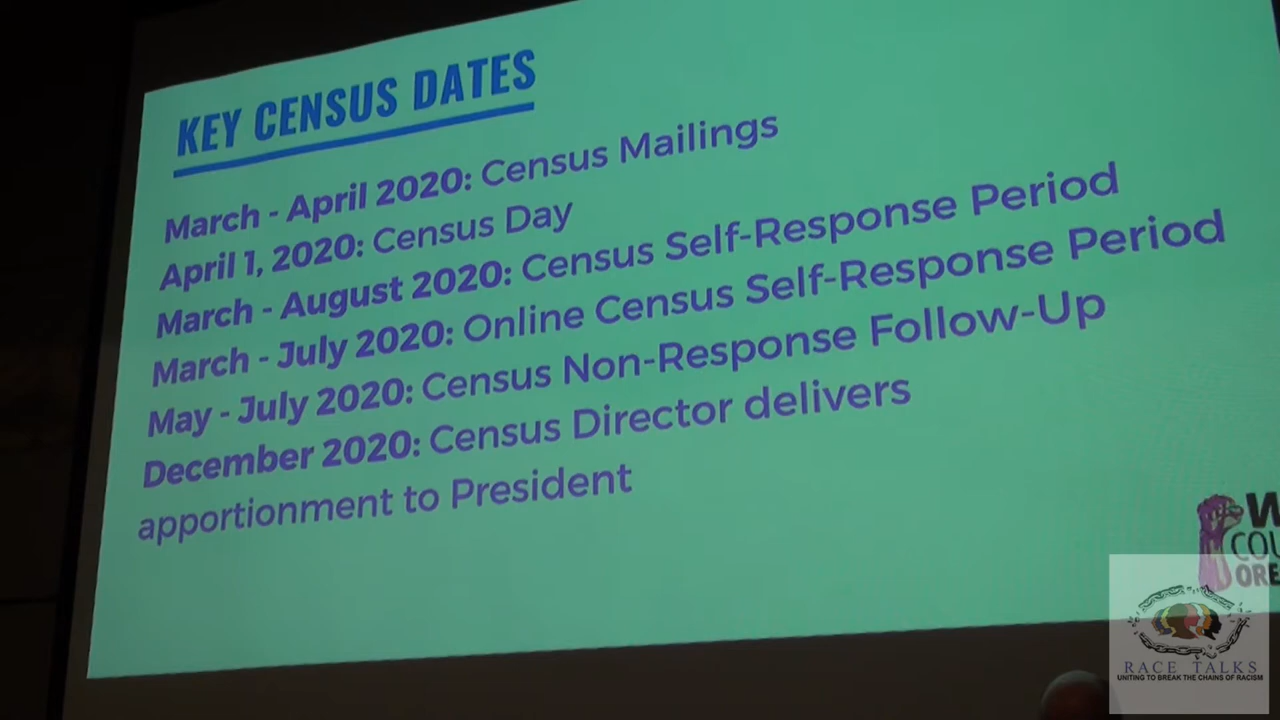 KEY CENSUS DATES
March - April 2020: Census Mailings
April 1, 2020: Census Day
March - August 2020: Census Self-Response Period
March - July 2020: Online Census Self-Response Period
May - July 2020: Census Non-Response Follow-Up
December 2020: Census Director delivers
apportionment to President
RACE TALKS
UNITING TO BREAK THE CHAINS OF RACISM